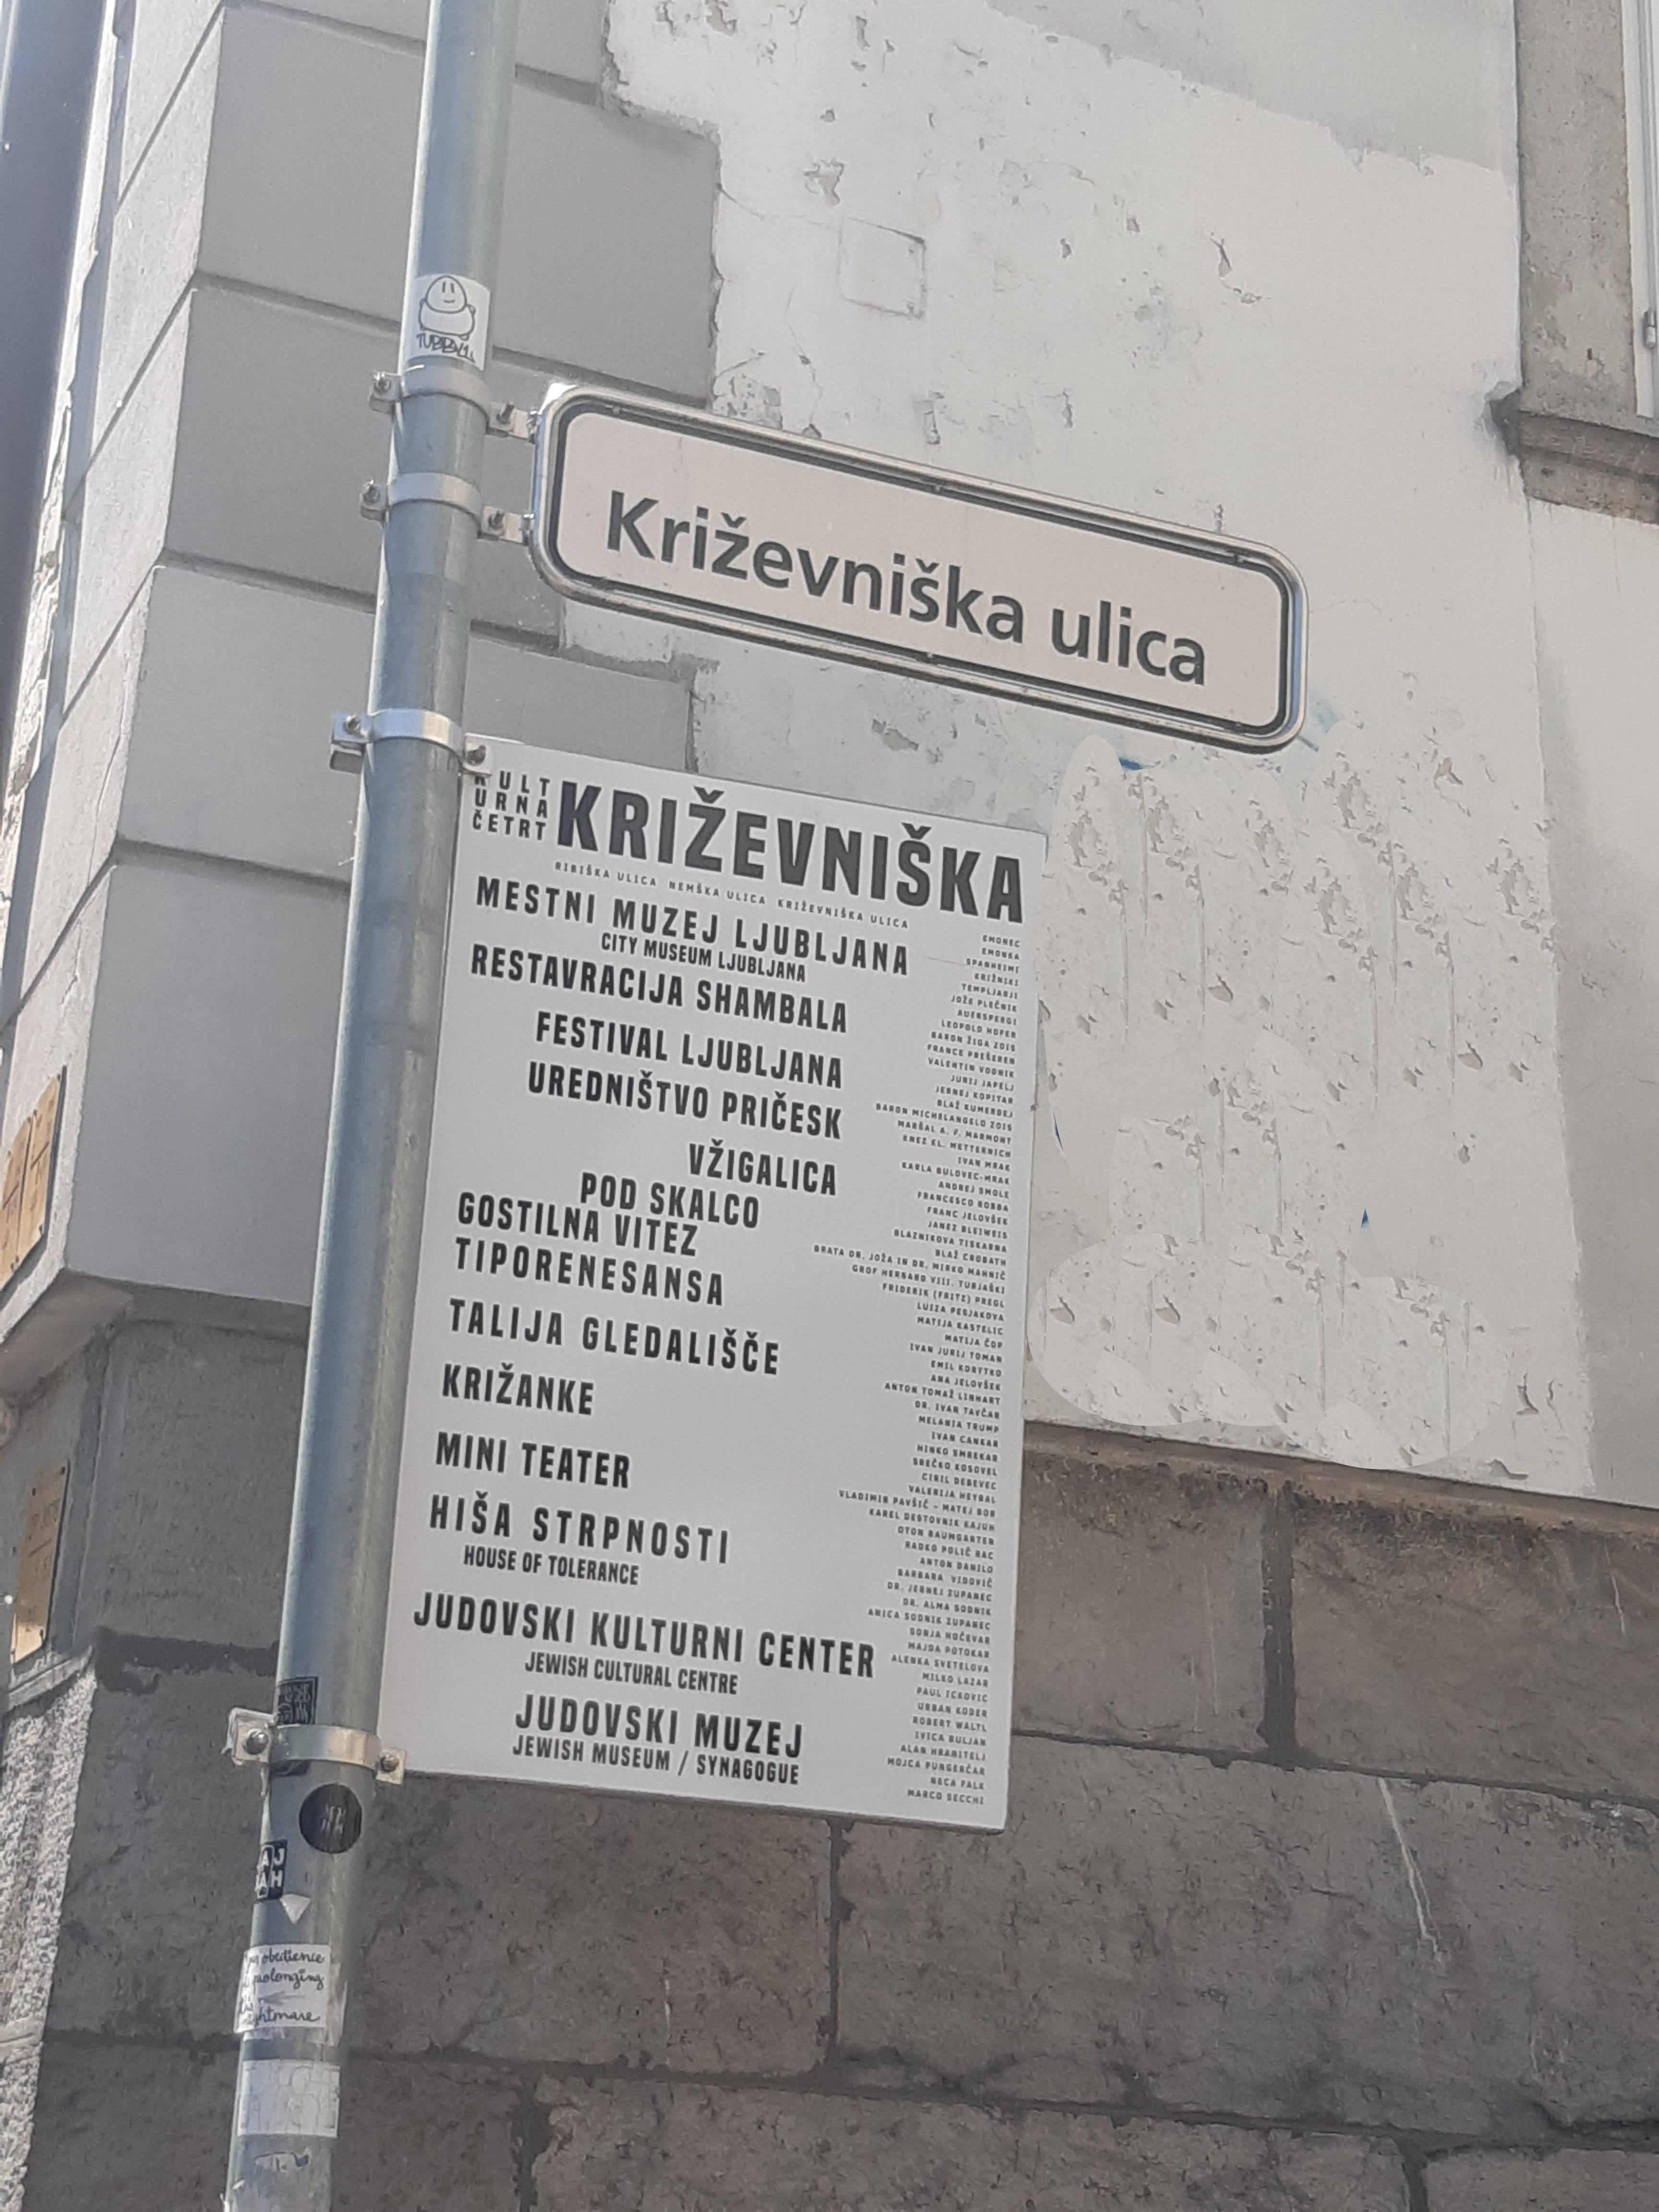 TUBBY
Križevniška ulica
KULT
URNA
ČETRT
KRIŽEVNIŠKA
RIBIŠKA ULICA NEMŠKA ULICA KRIŽEVNIŠKA ULICA
MESTNI MUZEJ LJUBLJANA
CITY MUSEUM LJUBLJANA
RESTAVRACIJA SHAMBALA
FESTIVAL LJUBLJANA
UREDNIŠTVO PRIČESK
VŽIGALICA
POD SKALCO
GOSTILNA VITEZ
TIPORENESANSA
TALIJA GLEDALIŠČE
KRIŽANKE
MINI TEATER
HIŠA STRPNOSTI
HOUSE OF TOLERANCE
JUDOVSKI KULTURNI CENTER
JEWISH CULTURAL CENTRE
JUDOVSKI MUZEJ
JEWISH MUSEUM / SYNAGOGUE
EMONEC
EMONKA
SPANHEIMI
KRIŽNIKI
TEMPLJARJI
JOŽE PLEČNIK
AUERSPERGI
LEOPOLD HOFER
BARON ŽIGA ZOIS
FRANCE PREŠEREN
VALENTIN VODNIK
JURIJ JAPELJ
JERNEJ KOPITAR
BLAŽ KUMERDEJ
BARON MICHELANGELO ZOIS
MARŠAL A. F. MARMONT
KNEZ KL. METTERNICH
IVAN MRAK
KARLA BULOVEC-MRAK
ANDREJ SMOLE
FRANCESCO ROBBA
FRANC JELOVŠEK
JANEZ BLEIWEIS
BLAZNIKOVA TISKARNA
BLAŽ CROBATH
BRATA DR. JOŽA IN DR. MIRKO MAHNIČ
GROF HERBARD VIII. TURJAŠKI
FRIDERIK (FRITZ) PREGL
LUIZA PESJAKOVA
MATIJA KASTELIC
MATIJA ČOP
IVAN JURIJ TOMAN
EMIL KORYTKO
ANA JELOVŠEK
ANTON TOMAŽ LINHART
DR. IVAN TAVČAR
MELANIA TRUMP
IVAN CANKAR
HINKO SMREKAR
SREČKO KOSOVEL
CIRIL DEBEVEC
VALERIJA HEYBAL
VLADIMIR PAVŠIČ - MATEJ BOR
KAREL DESTOVNIK KAJUH
OTON BAUMGARTEN
RADKO POLIČ RAC
ANTON DANILO
BARBARA VIDOVIČ
DR. JERNEJ ZUPANEC
DR. ALMA SODNIK
ANICA SODNIK ZUPANEC
SONJA HOČEVAR
MAJDA POTOKAR
ALENKA SVETELOVA
MILKO LAZAR
PAUL ICKOVIC
URBAN KODER
ROBERT WALTL
IVICA BULJAN
ALAN HRANITELJ
MOJCA PUNGERČAR
NECA FALK
MARCO SECCHI
obedience
prolonging